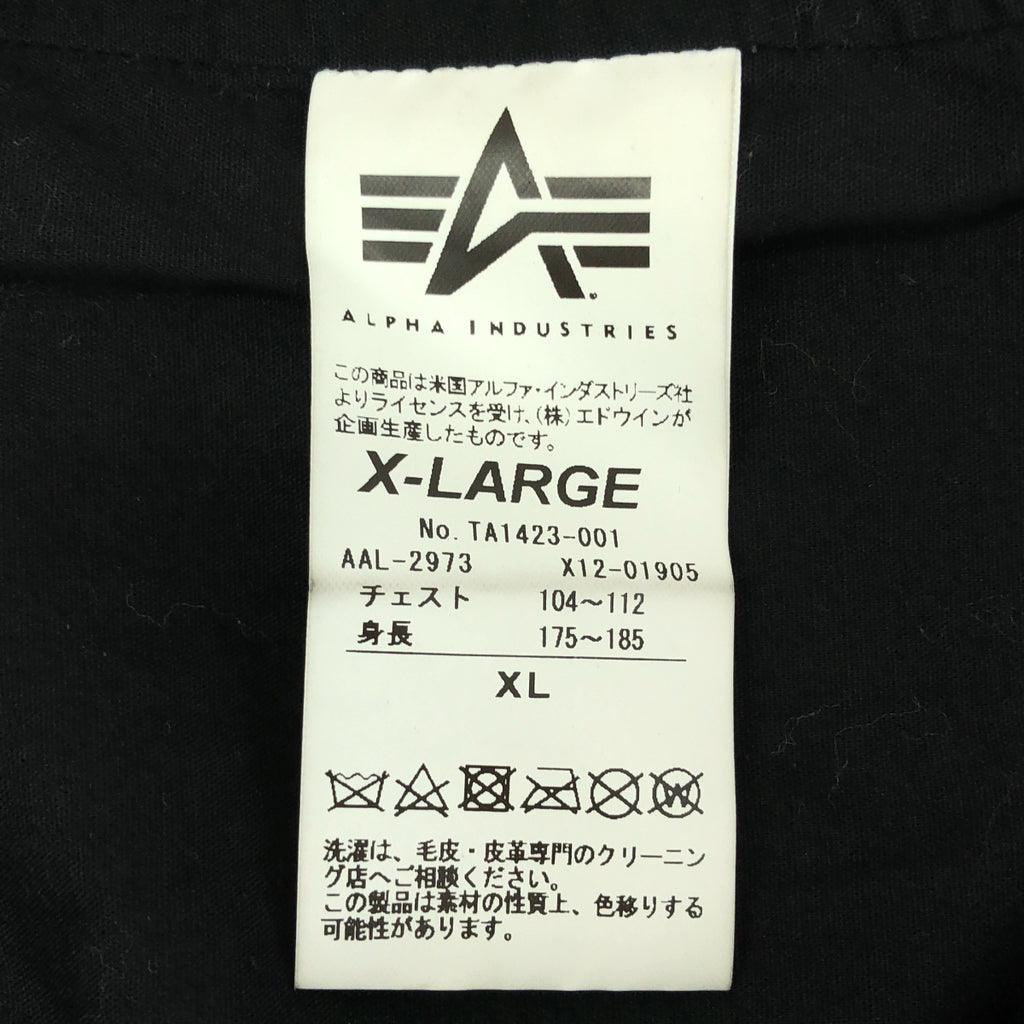 ALPHA INDUSTRIES
この商品は米国アルファ・インダストリーズ社
よりライセンスを受け、(株)エドウインが
企画生産したものです。
X-LARGE
No. TA1423-001
AAL-2973 X12-01905
チェスト 104〜112
身長 175〜185
XL
W
洗濯は、毛皮・皮革専門のクリーニン
グ店へご相談ください。
この製品は素材の性質上、色移りする
可能性があります。